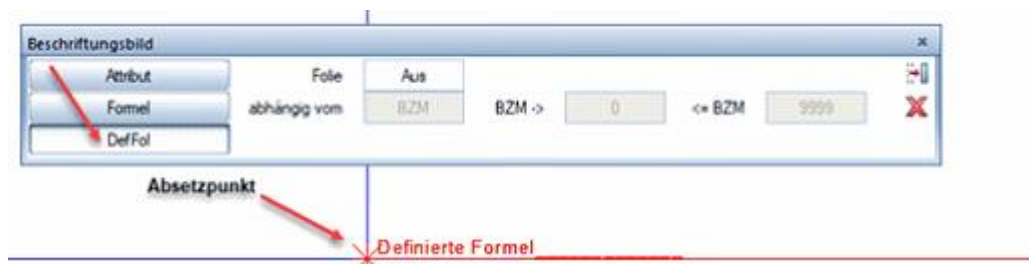 Beschriftungsbild
Attribut Folie Aus
Formel abhängig vom BZM BZM -> 0 <= BZM 9999
DefFol
Absetzpunkt
Definierte Formel